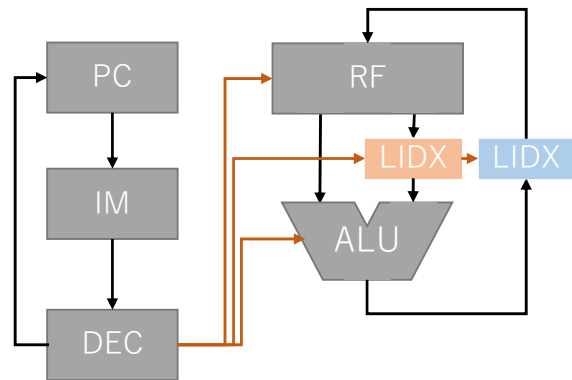 PC
RF
LIDX
LIDX
IM
ALU
DEC